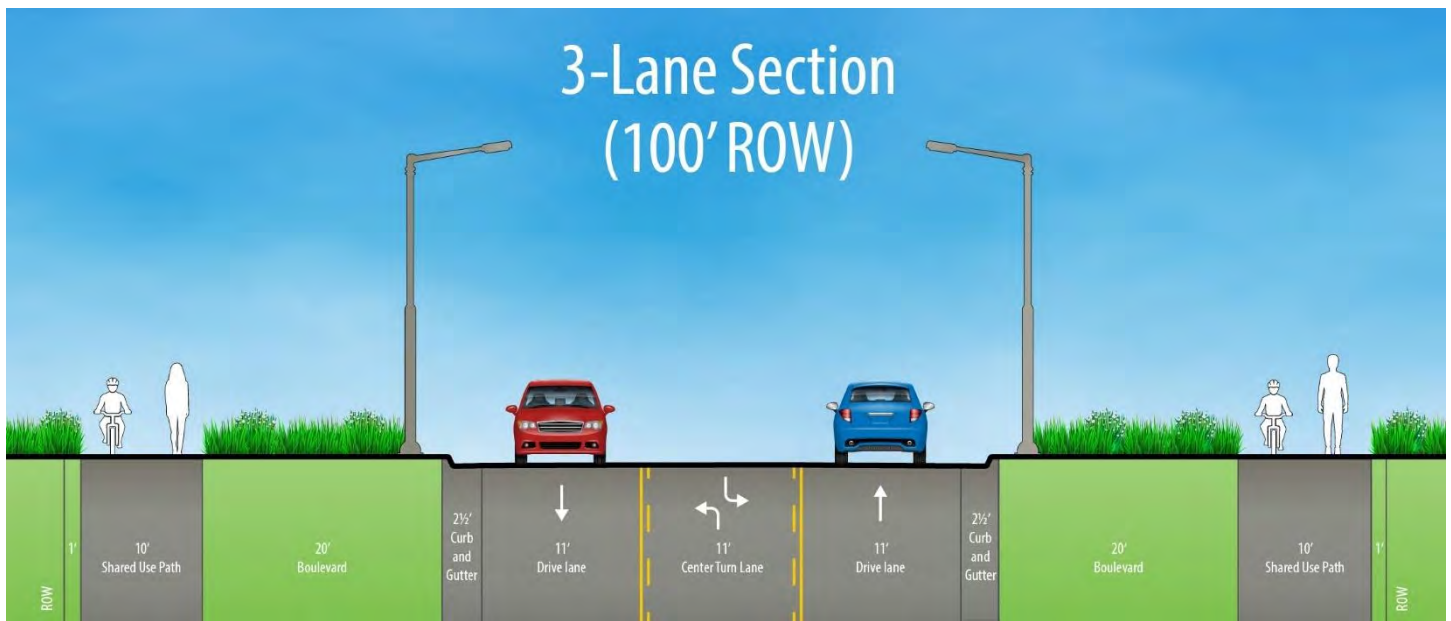 3-Lane Section
(100' ROW)
ROW
1'
10'
Shared Use Path
20'
Boulevard
2½'
Curb
and
Gutter
11'
Drive lane
11'
Center Turn Lane
11'
Drive lane
2½'
Curb
and
Gutter
20'
Boulevard
10'
Shared Use Path
1'
ROW